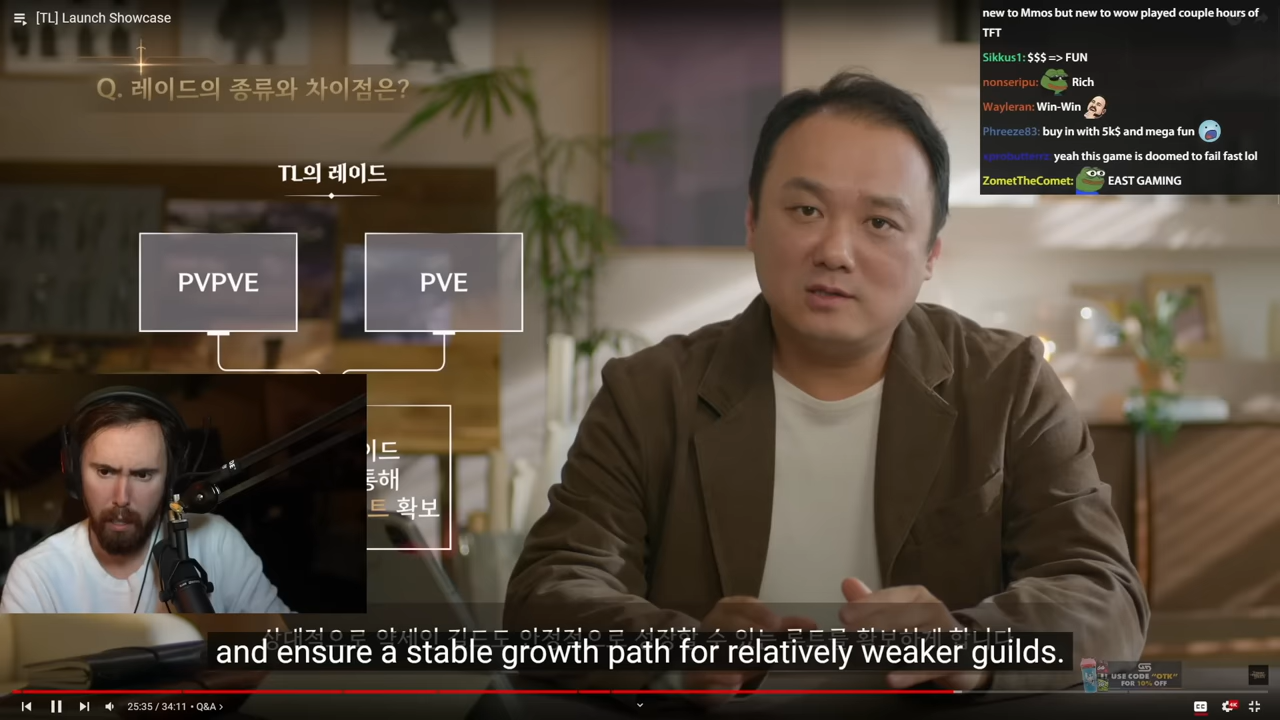 [TL] Launch Showcase
new to Mmos but new to wow played couple hours of
TFT
Sikkus1: $$$ => FUN
nonseripu: Rich
Wayleran: Win-Win
Phreeze83: buy in with 5k$ and mega fun
yeah this game is doomed to fail fast lol
ZometTheComet: EAST GAMING
Q. 레이드의 종류와 차이점은?
TL의 레이드
PVPVE
PVE
이드
통해
트 확보
and ensure a stable growth path for relatively weaker guilds.
USE CODE "OTK"
FOR 10% OFF
25:35 / 34:11 • Q&A >
CC
4K